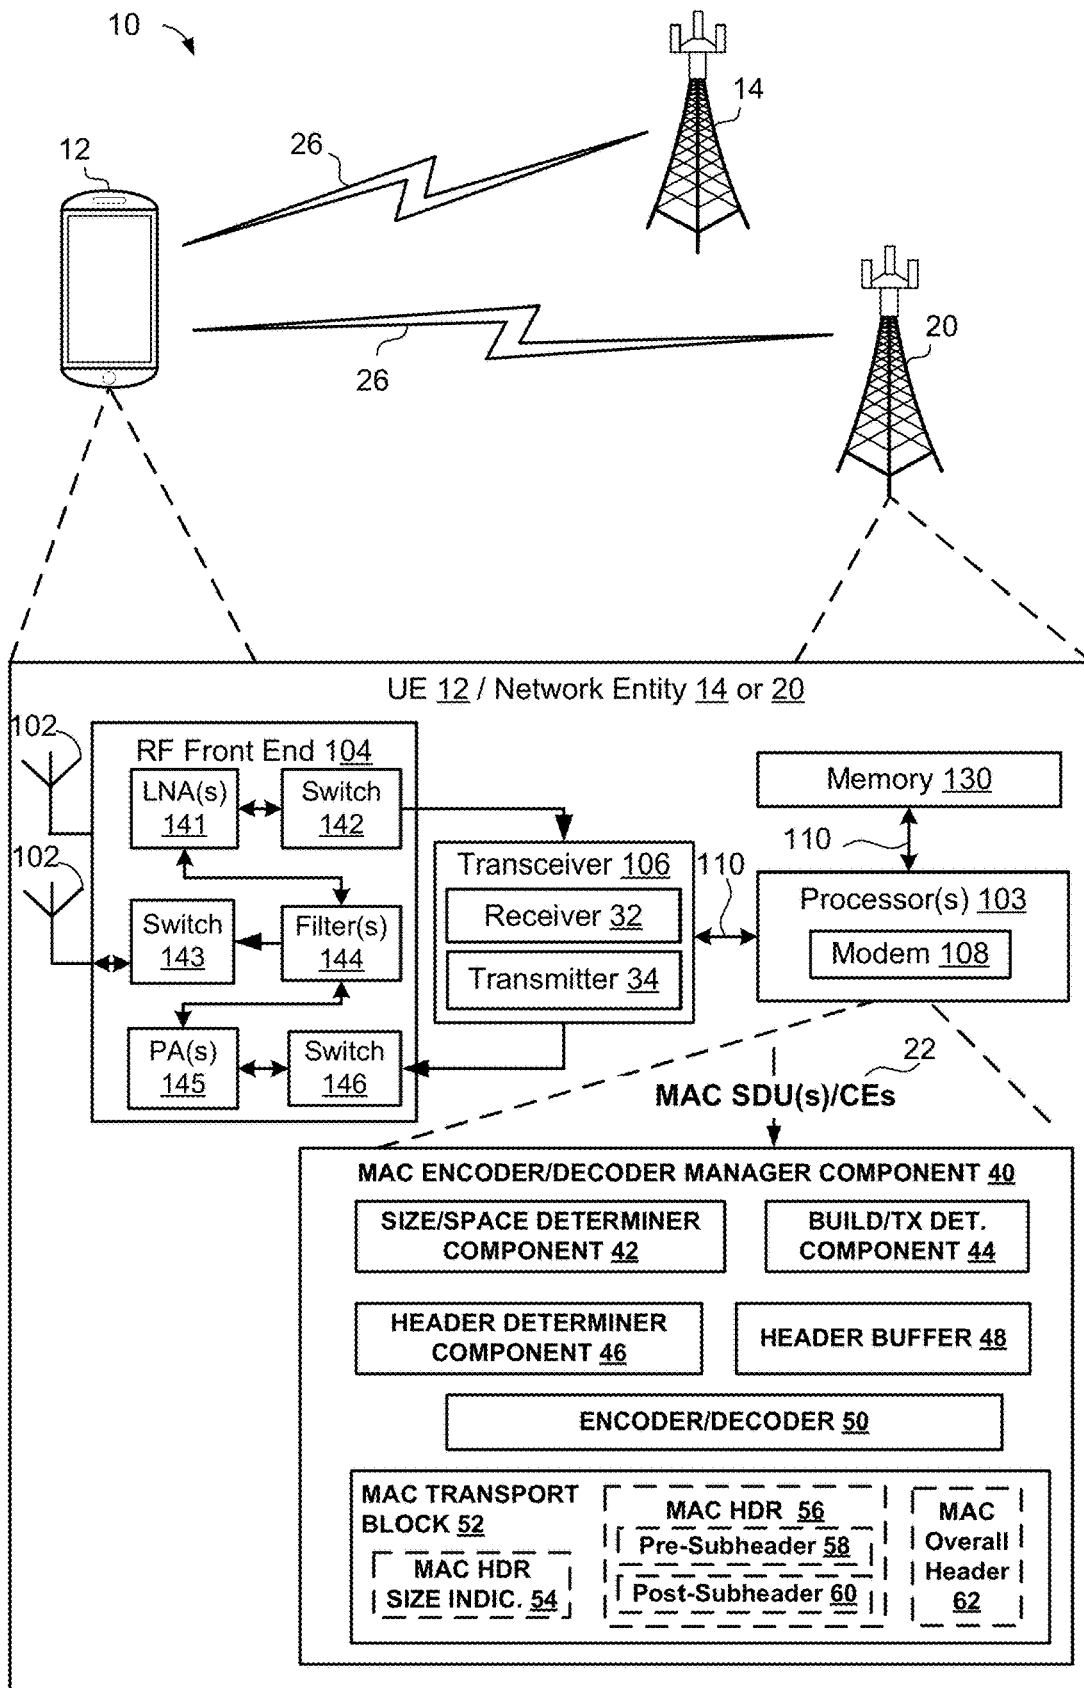 10
14
12
26
20
26
UE 12 / Network Entity 14 or 20
102
RF Front End 104
LNA(s)
141
Switch
142
Memory 130
110
102
Transceiver 106
110
Receiver 32
Processor(s) 103
Switch
143
Filter(s)
144
Modem 108
Transmitter 34
PA(s)
145
Switch
146
22
MAC SDU(s)/CEs
MAC ENCODER/DECODER MANAGER COMPONENT 40
SIZE/SPACE DETERMINER
COMPONENT 42
BUILD/TX DET.
COMPONENT 44
HEADER DETERMINER
COMPONENT 46
HEADER BUFFER 48
ENCODER/DECODER 50
MAC TRANSPORT
BLOCK 52
MAC HDR
SIZE INDIC. 54
MAC HDR 56
Pre-Subheader 58
Post-Subheader 60
MAC
Overall
Header
62